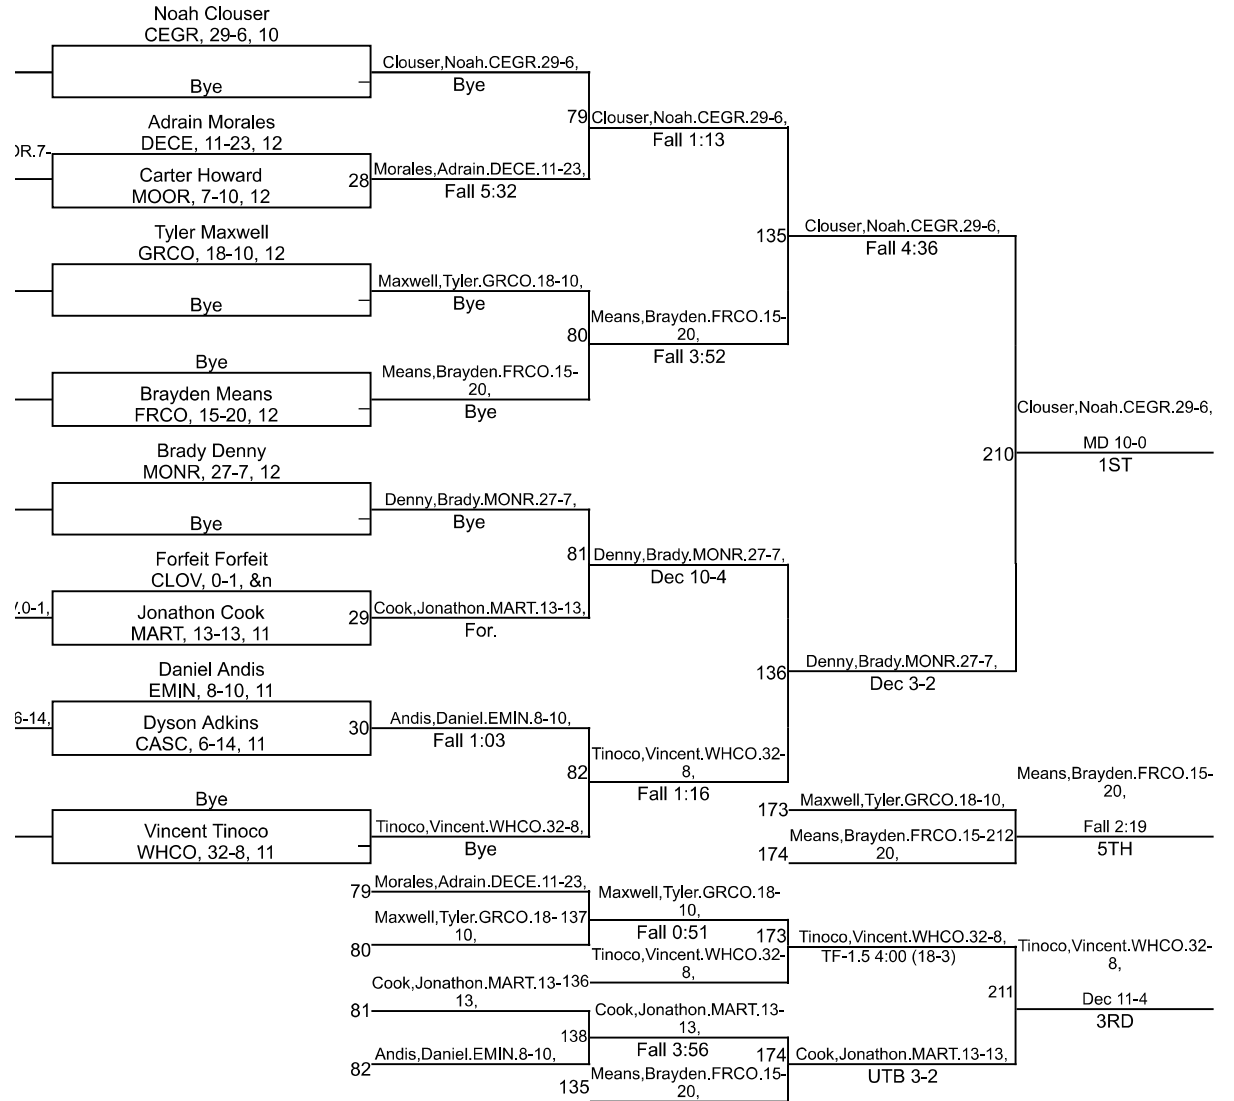 Noah Clouser
CEGR, 29-6, 10
Bye
Clouser,Noah.CEGR.29-6,
Bye
79
Clouser,Noah.CEGR.29-6,
Fall 1:13
Adrain Morales
DECE, 11-23, 12
OR.7-
Carter Howard
MOOR, 7-10, 12
28
Morales,Adrain.DECE.11-23,
Fall 5:32
135
Clouser,Noah.CEGR.29-6,
Fall 4:36
Tyler Maxwell
GRCO, 18-10, 12
Bye
Maxwell,Tyler.GRCO.18-10,
Bye
80
Means,Brayden.FRCO.15-
20,
Fall 3:52
Bye
Brayden Means
FRCO, 15-20, 12
Means,Brayden.FRCO.15-
20,
Bye
Clouser,Noah.CEGR.29-6,
210
MD 10-0
1ST
Brady Denny
MONR, 27-7, 12
Bye
Denny,Brady.MONR.27-7,
Bye
81
Denny,Brady.MONR.27-7,
Dec 10-4
Forfeit Forfeit
CLOV, 0-1, &n
/.0-1,
Jonathon Cook
MART, 13-13, 11
29
Cook,Jonathon.MART.13-13,
For.
136
Denny,Brady.MONR.27-7,
Dec 3-2
Daniel Andis
EMIN, 8-10, 11
6-14,
Dyson Adkins
CASC, 6-14, 11
30
Andis,Daniel.EMIN.8-10,
Fall 1:03
82
Tinoco,Vincent.WHCO.32-
8,
Fall 1:16
Bye
Vincent Tinoco
WHCO, 32-8, 11
Tinoco,Vincent.WHCO.32-8,
Bye
173
Maxwell,Tyler.GRCO.18-10,
174
Means,Brayden.FRCO.15-
20,
212
Means,Brayden.FRCO.15-
20,
Fall 2:19
5TH
79
Morales,Adrain.DECE.11-23,
80
Maxwell,Tyler.GRCO.18-
10,
137
Maxwell,Tyler.GRCO.18-
10,
Fall 0:51
136
Tinoco,Vincent.WHCO.32-
8,
173
Tinoco,Vincent.WHCO.32-8,
TF-1.5 4:00 (18-3)
81
Cook,Jonathon.MART.13-
13,
82
Andis,Daniel.EMIN.8-10,
138
Cook,Jonathon.MART.13-
13,
Fall 3:56
135
Means,Brayden.FRCO.15-
20,
174
Cook,Jonathon.MART.13-13,
UTB 3-2
211
Tinoco,Vincent.WHCO.32-
8,
Dec 11-4
3RD